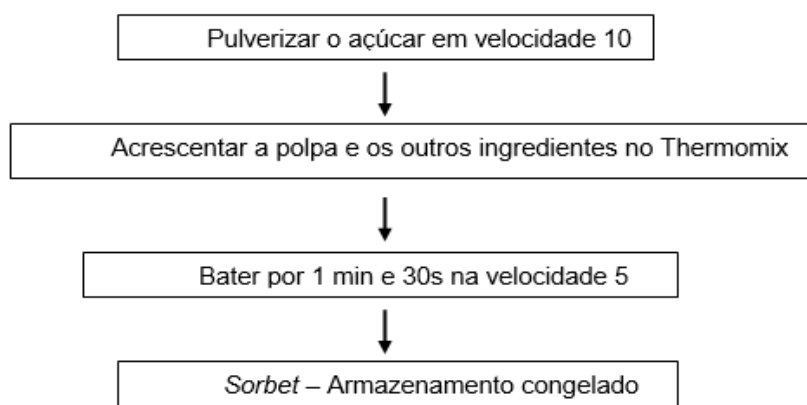 Pulverizar o açúcar em velocidade 10
Acrescentar a polpa e os outros ingredientes no Thermomix
Bater por 1 min e 30s na velocidade 5
Sorbet – Armazenamento congelado